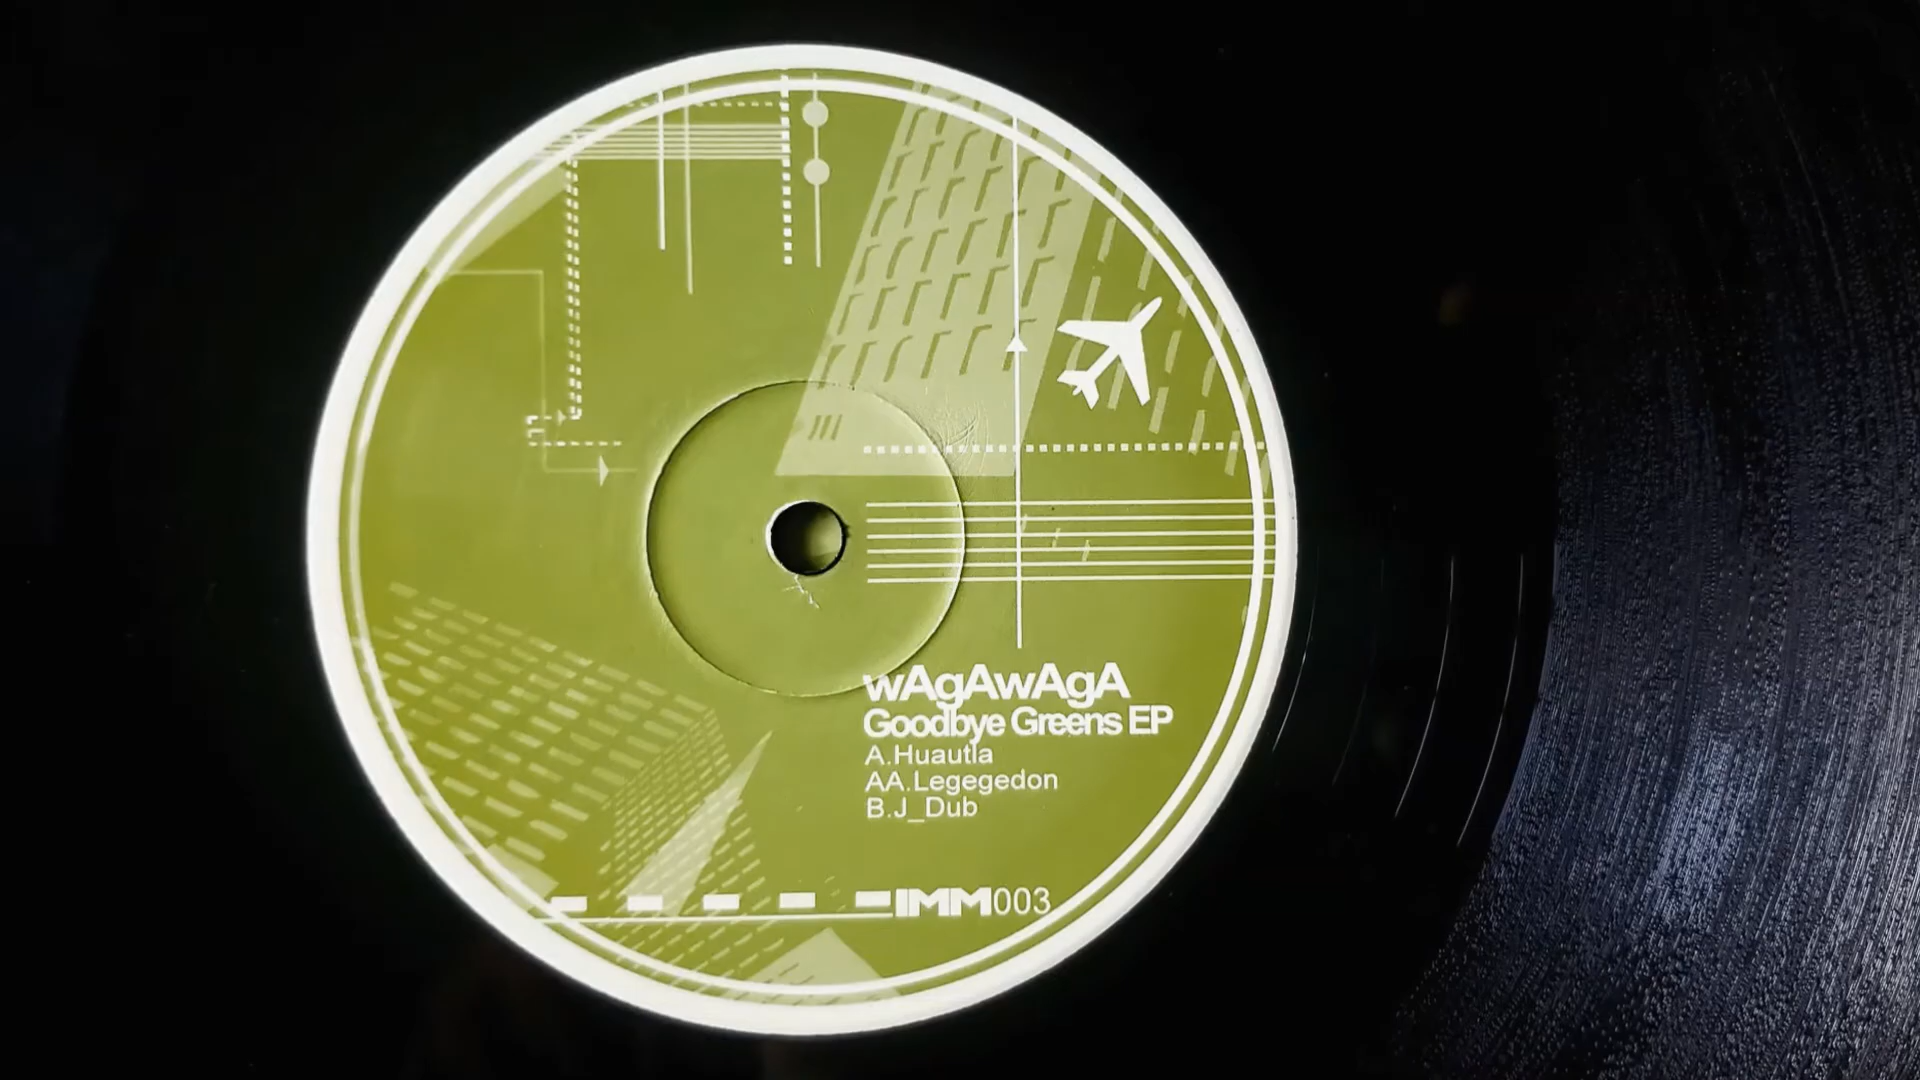 wAgAwAgA
Goodbye Greens EP
A.Huautla
AA.Legegedon
B.J_Dub
IMM003